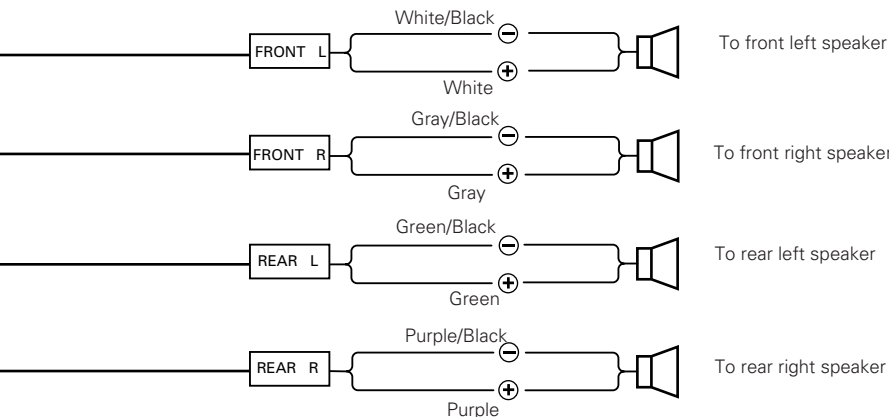 White/Black
FRONT L
To front left speaker
White
Gray/Black
FRONT R
To front right speaker
Gray
Green/Black
REAR L
To rear left speaker
Green
Purple/Black
REAR R
To rear right speaker
Purple